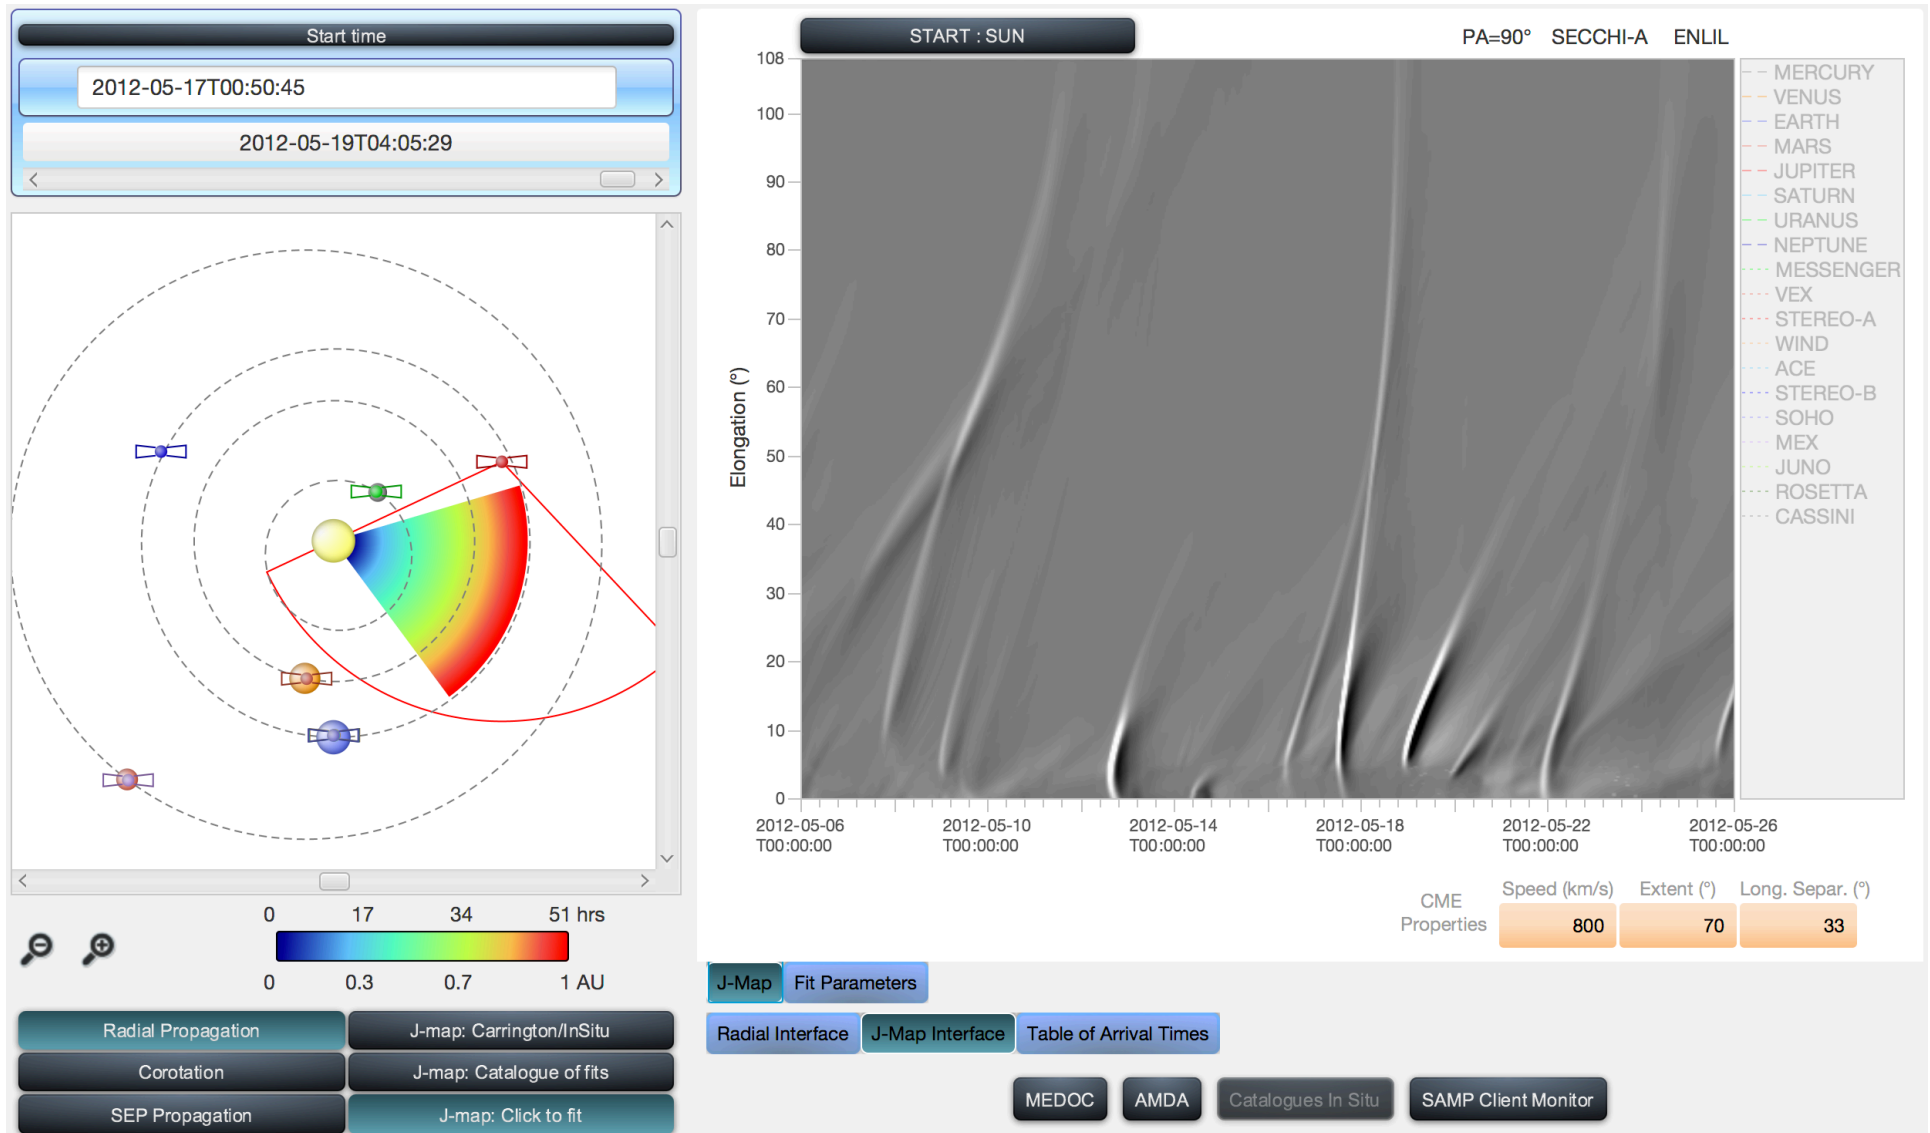 Start time
2012-05-17T00:50:45
2012-05-19T04:05:29
0 17 34 51 hrs
0 0.3 0.7 1 AU
Radial Propagation
J-map: Carrington/InSitu
Corotation
J-map: Catalogue of fits
SEP Propagation
J-map: Click to fit
START : SUN
PA=90° SECCHI-A ENLIL
108
100
90
80
70
60
50
40
30
20
10
0
Elongation (°)
2012-05-06 2012-05-10 2012-05-14 2012-05-18 2012-05-22 2012-05-26
T00:00:00 T00:00:00 T00:00:00 T00:00:00 T00:00:00 T00:00:00
MERCURY
VENUS
EARTH
MARS
JUPITER
SATURN
URANUS
NEPTUNE
MESSENGER
VEX
STEREO-A
WIND
ACE
STEREO-B
SOHO
MEX
JUNO
ROSETTA
CASSINI
CME
Properties
Speed (km/s) Extent (°) Long. Separ. (°)
800 70 33
J-Map Fit Parameters
Radial Interface J-Map Interface Table of Arrival Times
MEDOC AMDA Catalogues In Situ SAMP Client Monitor